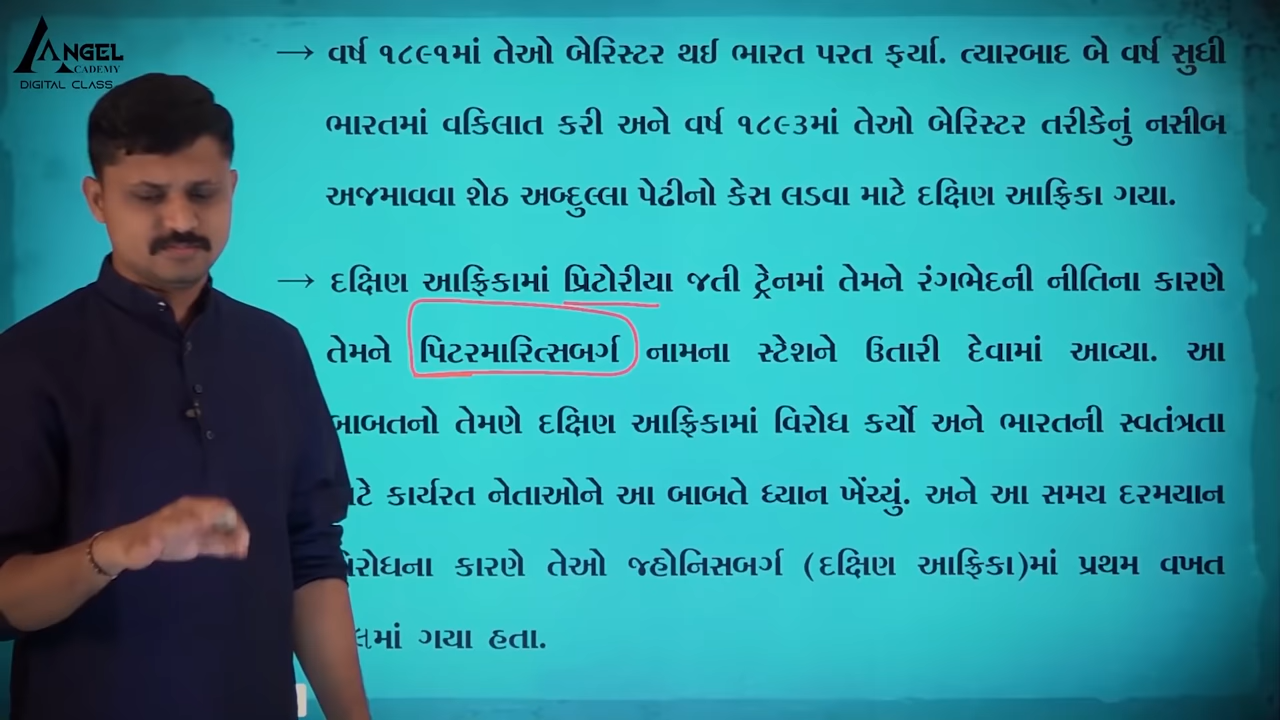 ANGEL
ACADEMY
DIGITAL CLASS
→ વર્ષ ૧૮૯૧માં તેઓ બેરિસ્ટર થઈ ભારત પરત ફર્યા. ત્યારબાદ બે વર્ષ સુધી
ભારતમાં વકિલાત કરી અને વર્ષ ૧૮૯૩માં તેઓ બેરિસ્ટર તરીકેનું નસીબ
અજમાવવા શેઠ અબ્દુલ્લા પેઢીનો કેસ લડવા માટે દક્ષિણ આફ્રિકા ગયા.
→ દક્ષિણ આફ્રિકામાં પ્રિટોરીયા જતી ટ્રેનમાં તેમને રંગભેદની નીતિના કારણે
તેમને પિટરમારિત્સબર્ગ નામના સ્ટેશને ઉતારી દેવામાં આવ્યા. આ
બાબતનો તેમણે દક્ષિણ આફ્રિકામાં વિરોધ કર્યો અને ભારતની સ્વતંત્રતા
કાર્યરત નેતાઓને આ બાબતે ધ્યાન ખેંચ્યું. અને આ સમય દરમયાન
કારણે તેઓ જ્હોનિસબર્ગ (દક્ષિણ આફ્રિકા)માં પ્રથમ વખત
ગયા હતા.